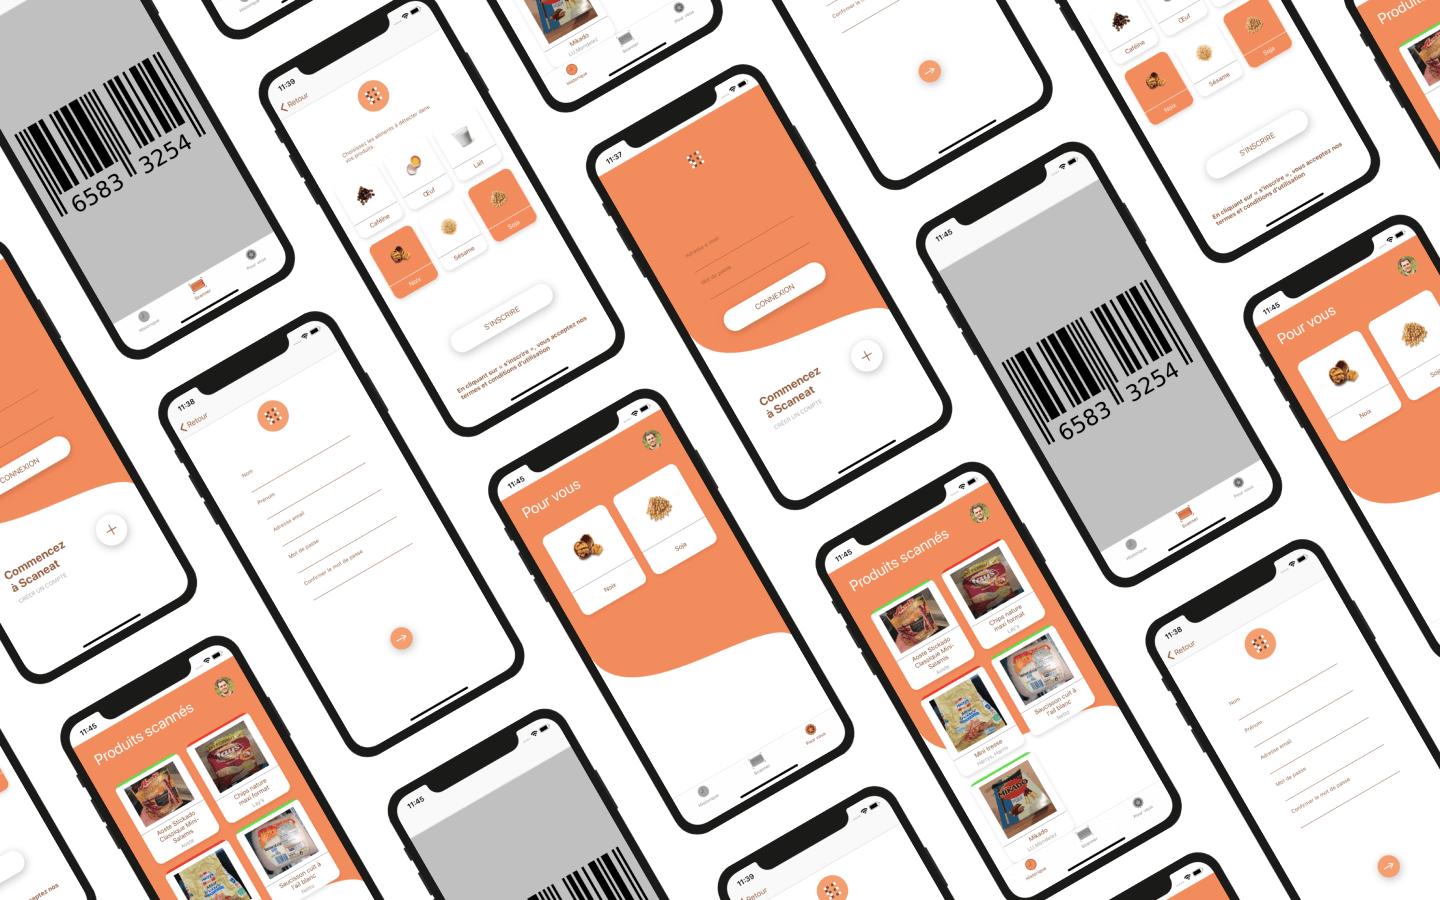 6583 3254
Historique
Scanner
Pour vous
Historique
11:39
Retour
Choisissez les aliments à détecter dans
vos produits.
Caféine
Œuf
Lait
Noix
Sésame
Soja
S'INSCRIRE
En cliquant sur « s'inscrire », vous acceptez nos
termes et conditions d'utilisation
Mikado
LU, Mondelez
Historique
Scanner
Pour vous
11:37
Adresse e-mail
Mot de passe
CONNEXION
Commencez
à Scaneat
CRÉER UN COMPTE
Confirmer le mot de passe
Caféine
Œuf
Noix
Sésame
Soja
S'INSCRIRE
En cliquant sur « s'inscrire », vous acceptez nos
termes et conditions d'utilisation
Produits
11:45
6583 3254
Historique
Scanner
Pour vous
11:45
Pour vous
Noix
Soja
CONNEXION
Commencez
à Scaneat
CRÉER UN COMPTE
11:38
Retour
Nom
Prénom
Adresse email
Mot de passe
Confirmer le mot de passe
11:45
Pour vous
Noix
Soja
Historique
Scanner
Pour vous
11:45
Produits scannés
Aoste Stickado
Classique Mini-
Salamis
Aoste
Chips nature
maxi format
Lay's
Mini tresse
Harrys, Harris
Saucisson cuit à
l'ail blanc
Netto
MIKADO
Mikado
LU, Mondelez
Historique
Scanner
Pour vous
11:38
Retour
Nom
Prénom
Adresse email
Mot de passe
Confirmer le mot de passe
11:45
Produits scannés
Aoste Stickado
Classique Mini-
Salamis
Aoste
Chips nature
maxi format
Lay's
Saucisson cuit à
l'ail blanc
Netto
11:45
11:39
Retour
eptez nos